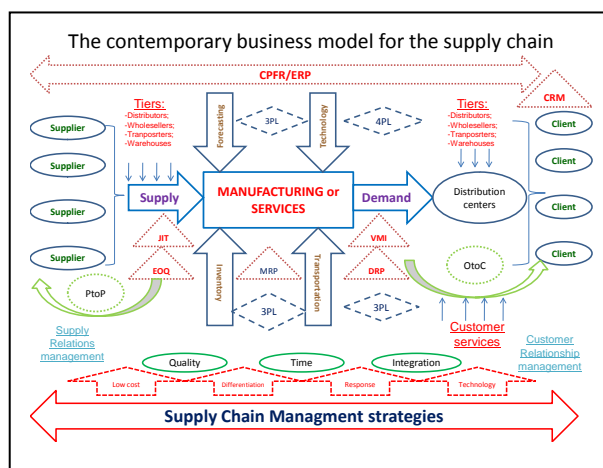 The contemporary business model for the supply chain
CPFR/ERP
CRM
Supplier
Supplier
Supplier
Supplier
Tiers:
-Distributors;
-Wholesellers;
-Tranposrters;
-Warehouses
Forecasting
3PL
Technology
4PL
Tiers:
-Distributors;
-Wholesellers;
-Tranporters;
-Warehouses
Client
Client
Client
Client
Supply
MANUFACTURING or
SERVICES
Demand
Distribution
centers
JIT
EOQ
Inventory
MRP
Transportation
VMI
DRP
PtoP
OtoC
3PL
3PL
Supply
Relations
management
Customer
services
Customer
Relationship
management
Quality
Time
Integration
Low cost
Differentiation
Response
Technology
Supply Chain Managment strategies